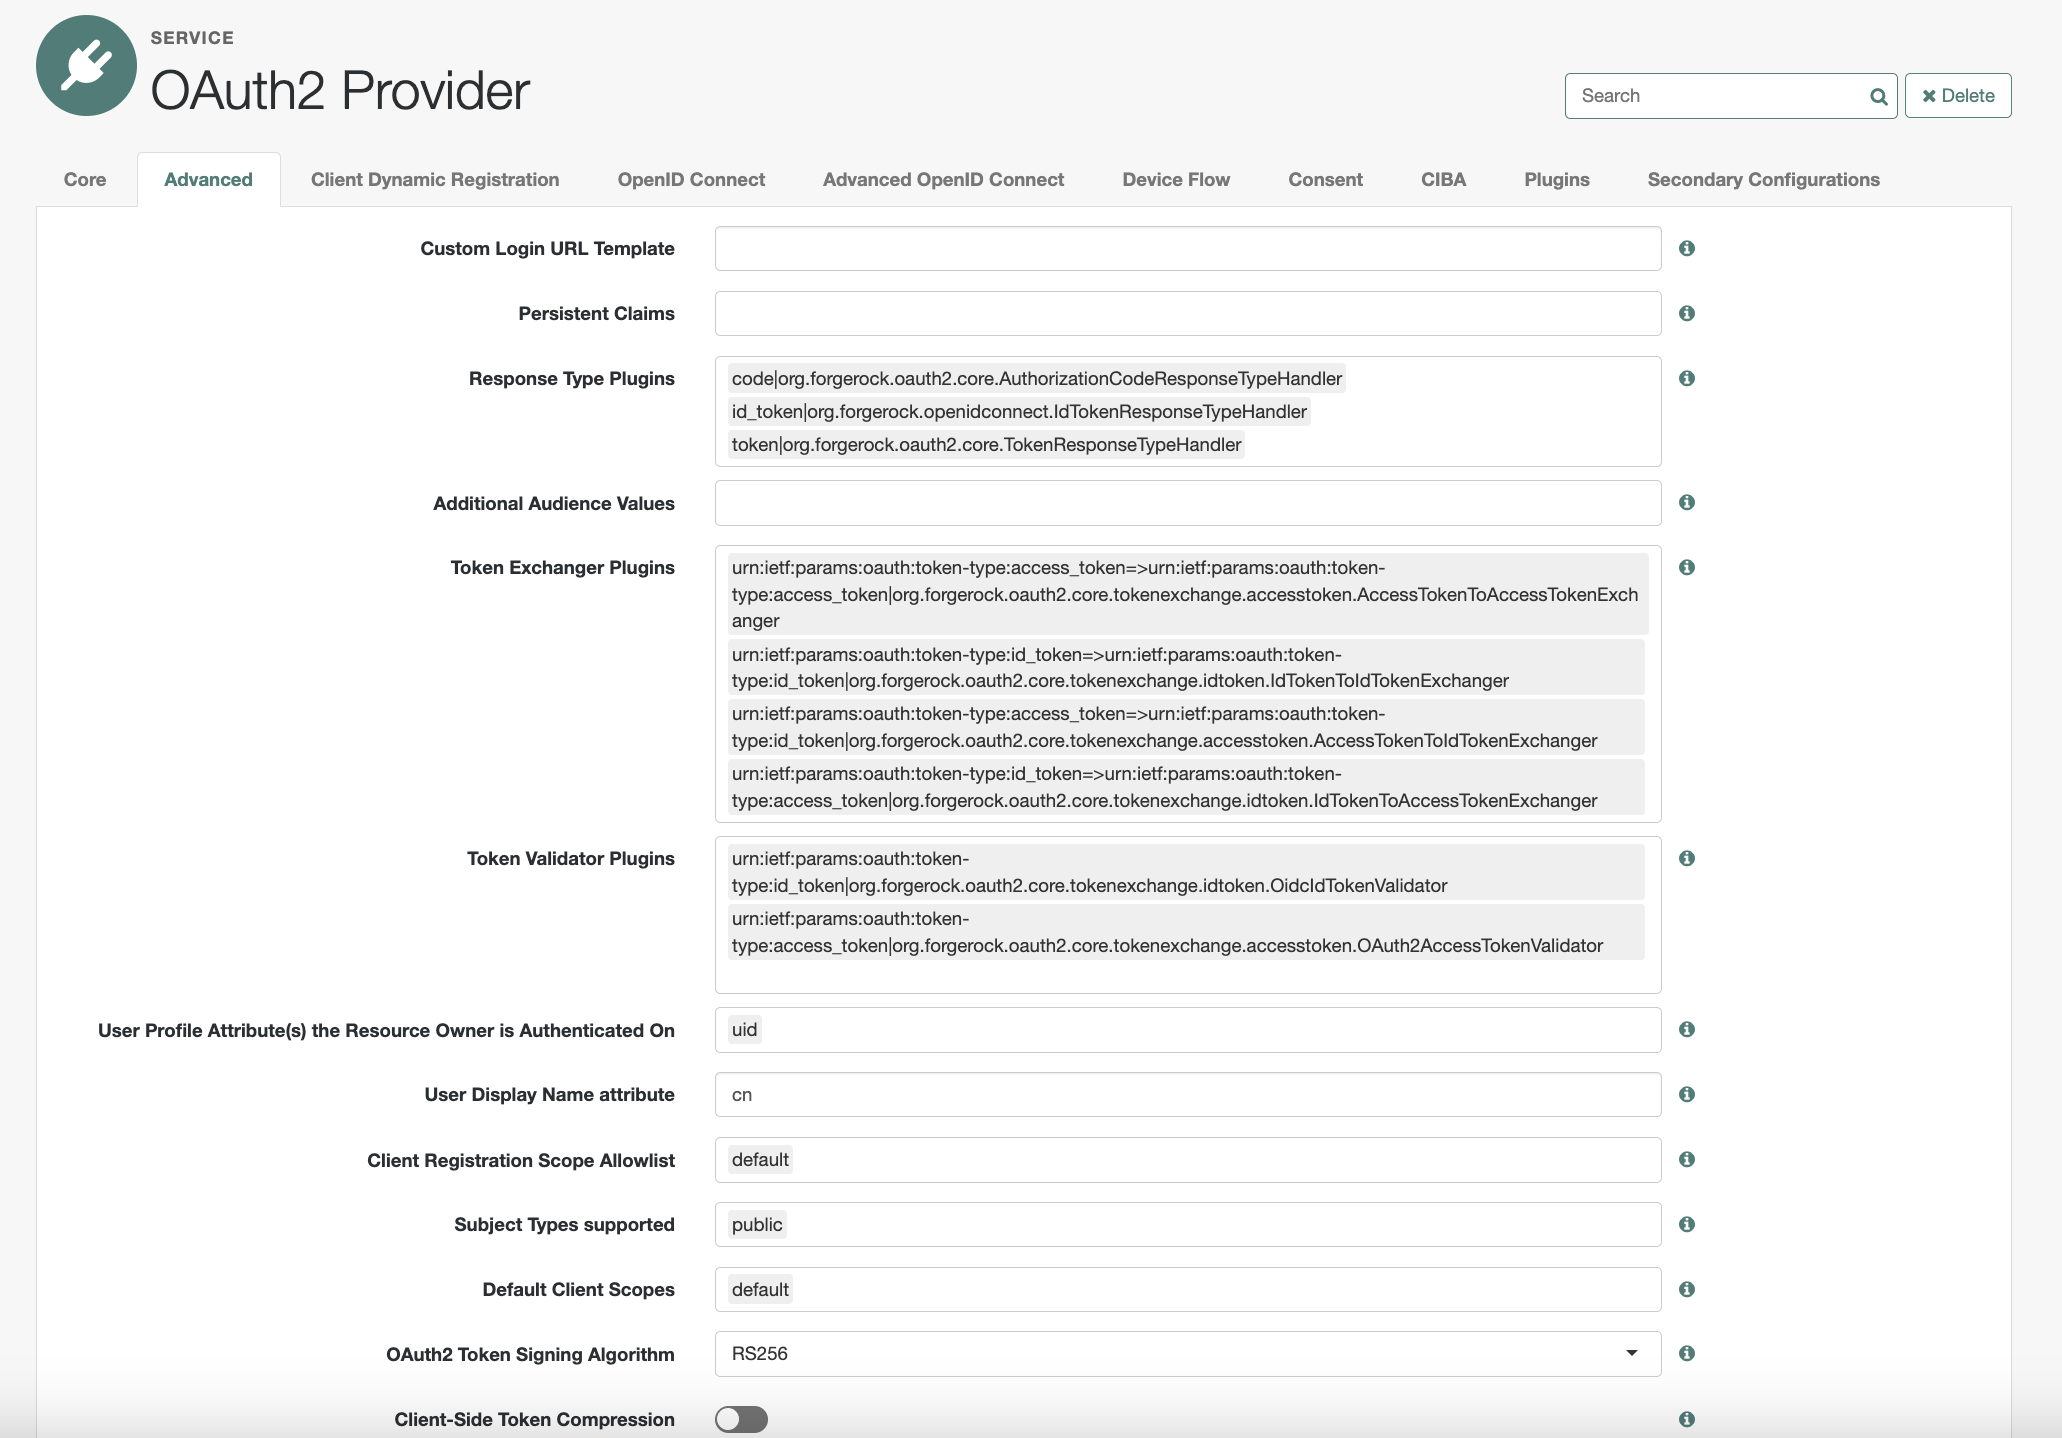 SERVICE
OAuth2 Provider
Search
Delete
Core
Advanced
Client Dynamic Registration
OpenID Connect
Advanced OpenID Connect
Device Flow
Consent
CIBA
Plugins
Secondary Configurations
Custom Login URL Template
Persistent Claims
Response Type Plugins
code|org.forgerock.oauth2.core.AuthorizationCodeResponseTypeHandler
id_token|org.forgerock.openidconnect.IdTokenResponseTypeHandler
token|org.forgerock.oauth2.core.TokenResponseTypeHandler
Additional Audience Values
Token Exchanger Plugins
urn:ietf:params:oauth:token-type:access_token=>urn:ietf:params:oauth:token-
type:access_token|org.forgerock.oauth2.core.tokenexchange.accesstoken.AccessTokenToAccessTokenExch
anger
urn:ietf:params:oauth:token-type:id_token=>urn:ietf:params:oauth:token-
type:id_token|org.forgerock.oauth2.core.tokenexchange.idtoken.IdTokenToIdTokenExchanger
urn:ietf:params:oauth:token-type:access_token=>urn:ietf:params:oauth:token-
type:id_token|org.forgerock.oauth2.core.tokenexchange.accesstoken.AccessTokenToIdTokenExchanger
urn:ietf:params:oauth:token-type:id_token=>urn:ietf:params:oauth:token-
type:access_token|org.forgerock.oauth2.core.tokenexchange.idtoken.IdTokenToAccessTokenExchanger
Token Validator Plugins
urn:ietf:params:oauth:token-
type:id_token|org.forgerock.oauth2.core.tokenexchange.idtoken.OidcIdTokenValidator
urn:ietf:params:oauth:token-
type:access_token|org.forgerock.oauth2.core.tokenexchange.accesstoken.OAuth2AccessTokenValidator
User Profile Attribute(s) the Resource Owner is Authenticated On
uid
User Display Name attribute
cn
Client Registration Scope Allowlist
default
Subject Types supported
public
Default Client Scopes
default
OAuth2 Token Signing Algorithm
RS256
Client-Side Token Compression